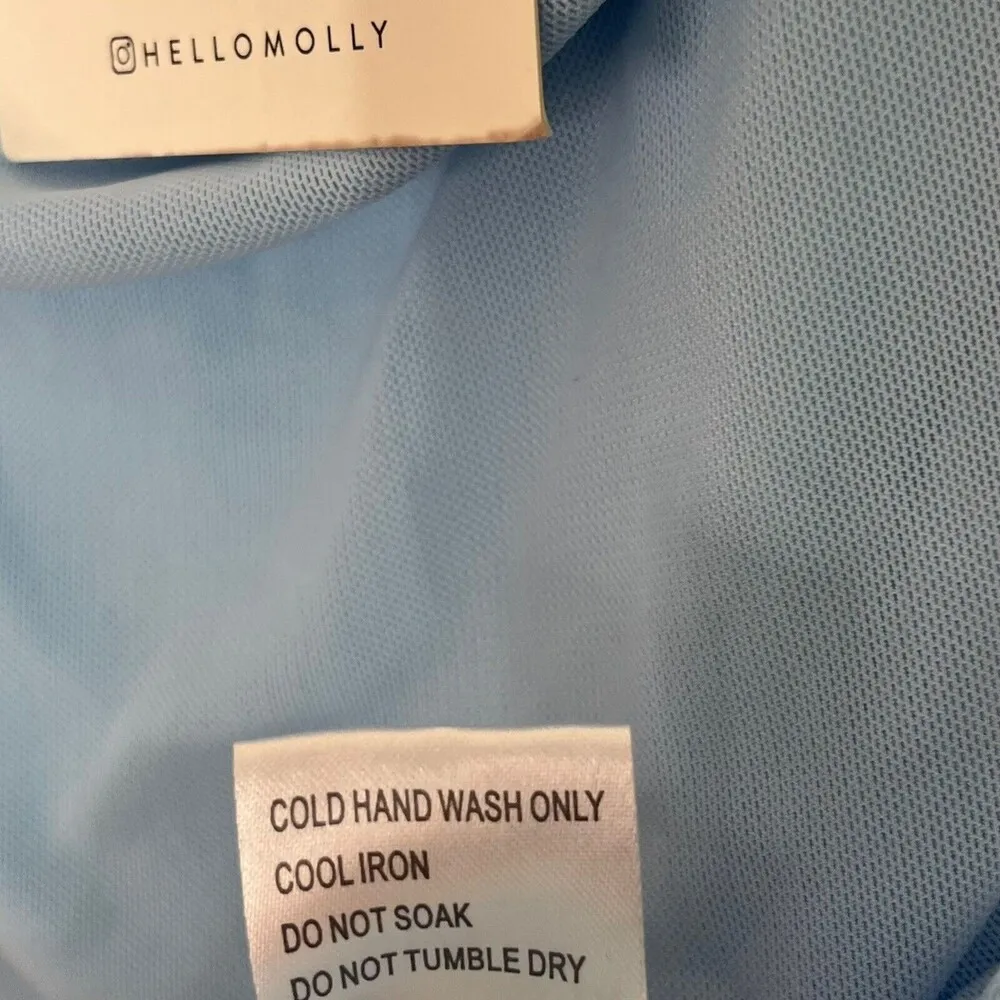 HELLOMOLLY
COLD HAND WASH ONLY
COOL IRON
DO NOT SOAK
DO NOT TUMBLE DRY